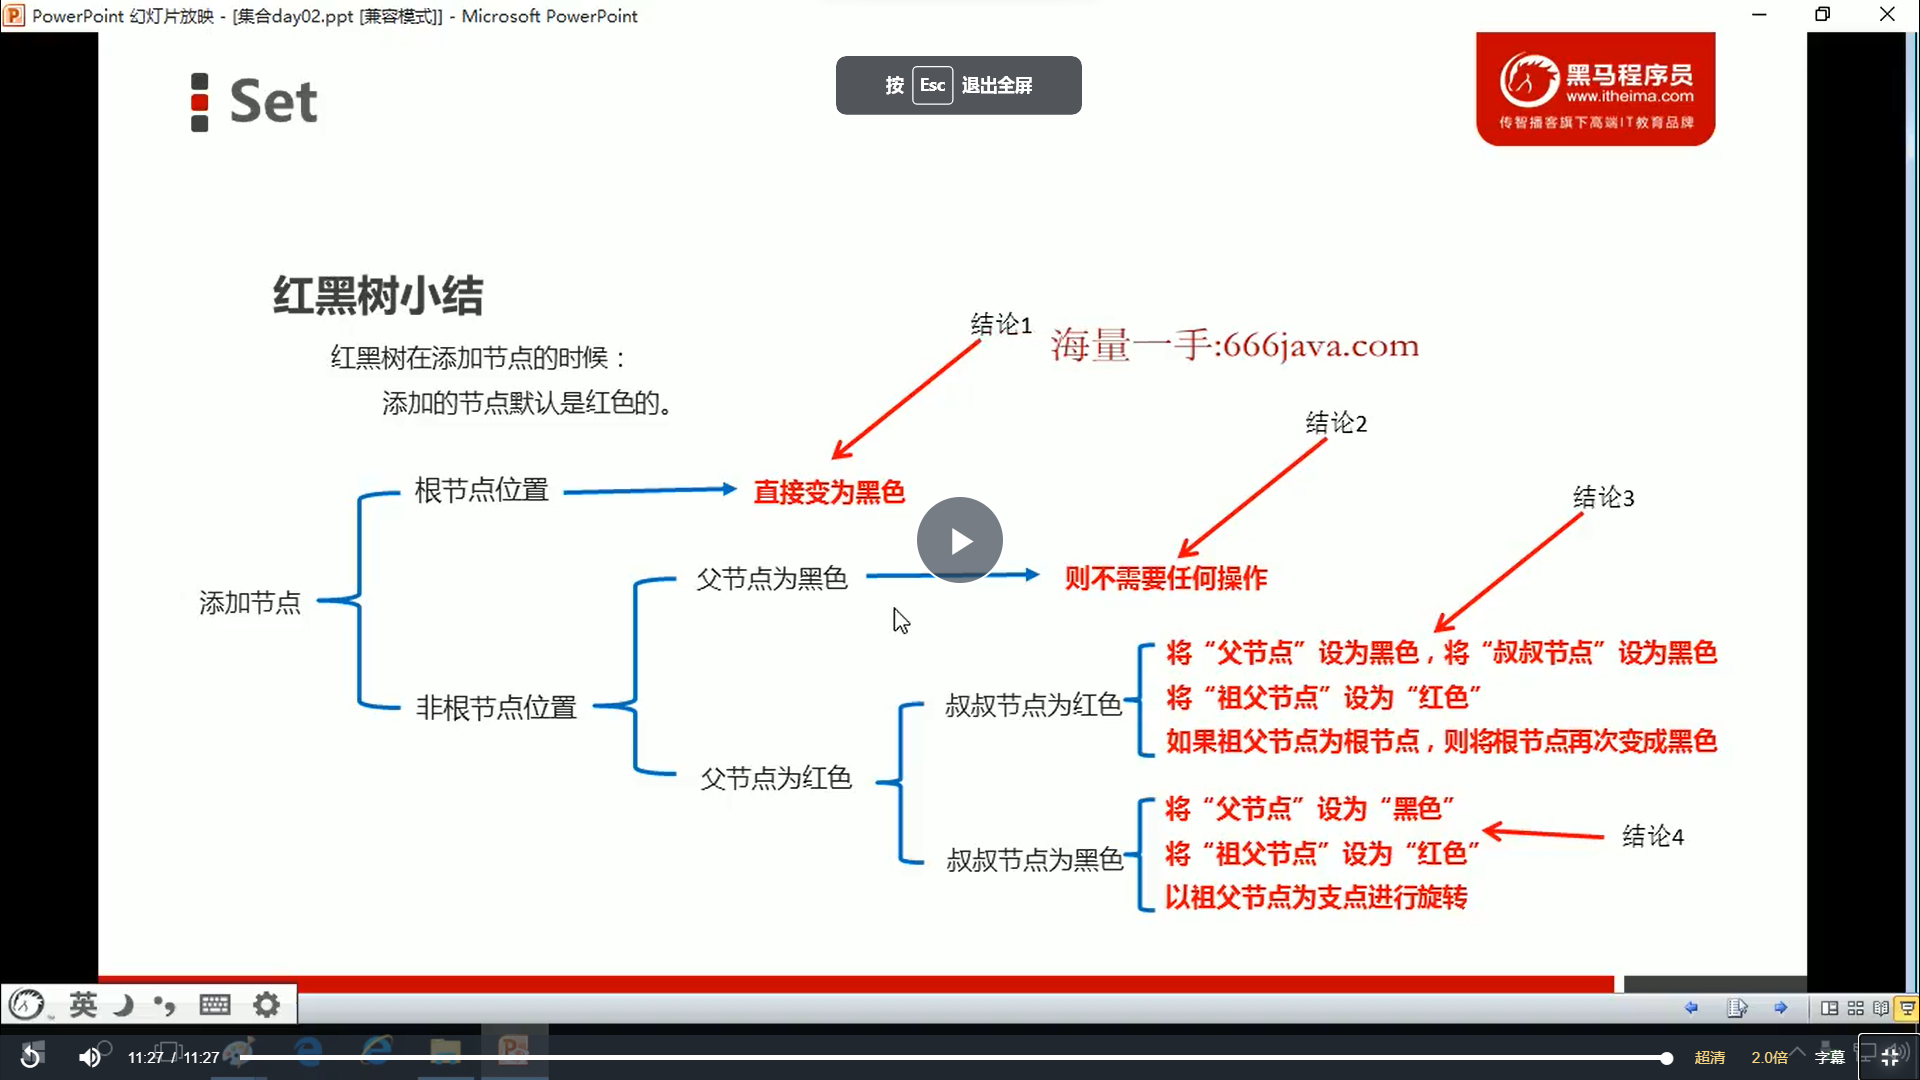 PowerPoint 幻灯片放映 - [集合day02.ppt [兼容模式]] - Microsoft PowerPoint
按 Esc 退出全屏
Set
黑马程序员
www.itheima.com
传智播客旗下高端IT教育品牌
红黑树小结
结论1
海量一手:666java.com
红黑树在添加节点的时候：
添加的节点默认是红色的。
结论2
根节点位置
直接变为黑色
结论3
父节点为黑色
则不需要任何操作
添加节点
将“父节点”设为黑色，将“叔叔节点”设为黑色
非根节点位置
叔叔节点为红色
将“祖父节点”设为“红色”
如果祖父节点为根节点，则将根节点再次变成黑色
父节点为红色
将“父节点”设为“黑色”
结论4
叔叔节点为黑色
将“祖父节点”设为“红色”
以祖父节点为支点进行旋转
英
11:27 / 11:27
超清
2.0倍
字幕